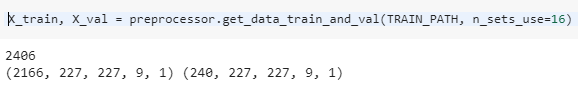 X_train, X_val = preprocessor.get_data_train_and_val(TRAIN_PATH, n_sets_use=16)
2406
(2166, 227, 227, 9, 1) (240, 227, 227, 9, 1)